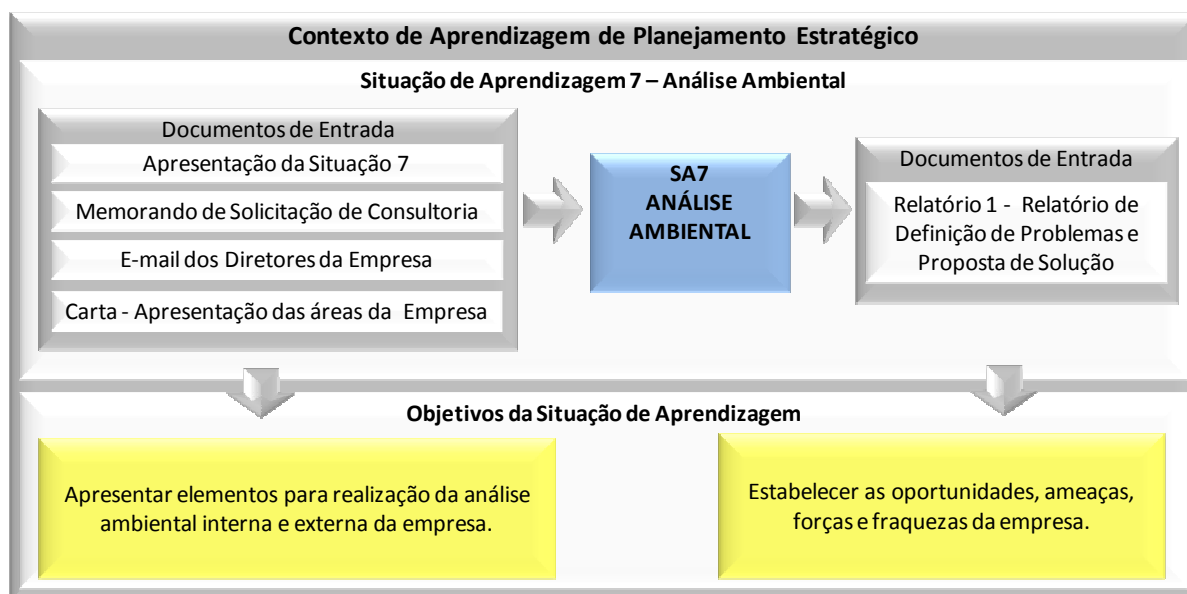 Contexto de Aprendizagem de Planejamento Estratégico
Situação de Aprendizagem 7 – Análise Ambiental
Documentos de Entrada
Apresentação da Situação 7
Memorando de Solicitação de Consultoria
E-mail dos Diretores da Empresa
Carta - Apresentação das áreas da Empresa
SA7
ANÁLISE
AMBIENTAL
Documentos de Entrada
Relatório 1 - Relatório de
Definição de Problemas e
Proposta de Solução
Objetivos da Situação de Aprendizagem
Apresentar elementos para realização da análise
ambiental interna e externa da empresa.
Estabelecer as oportunidades, ameaças,
forças e fraquezas da empresa.